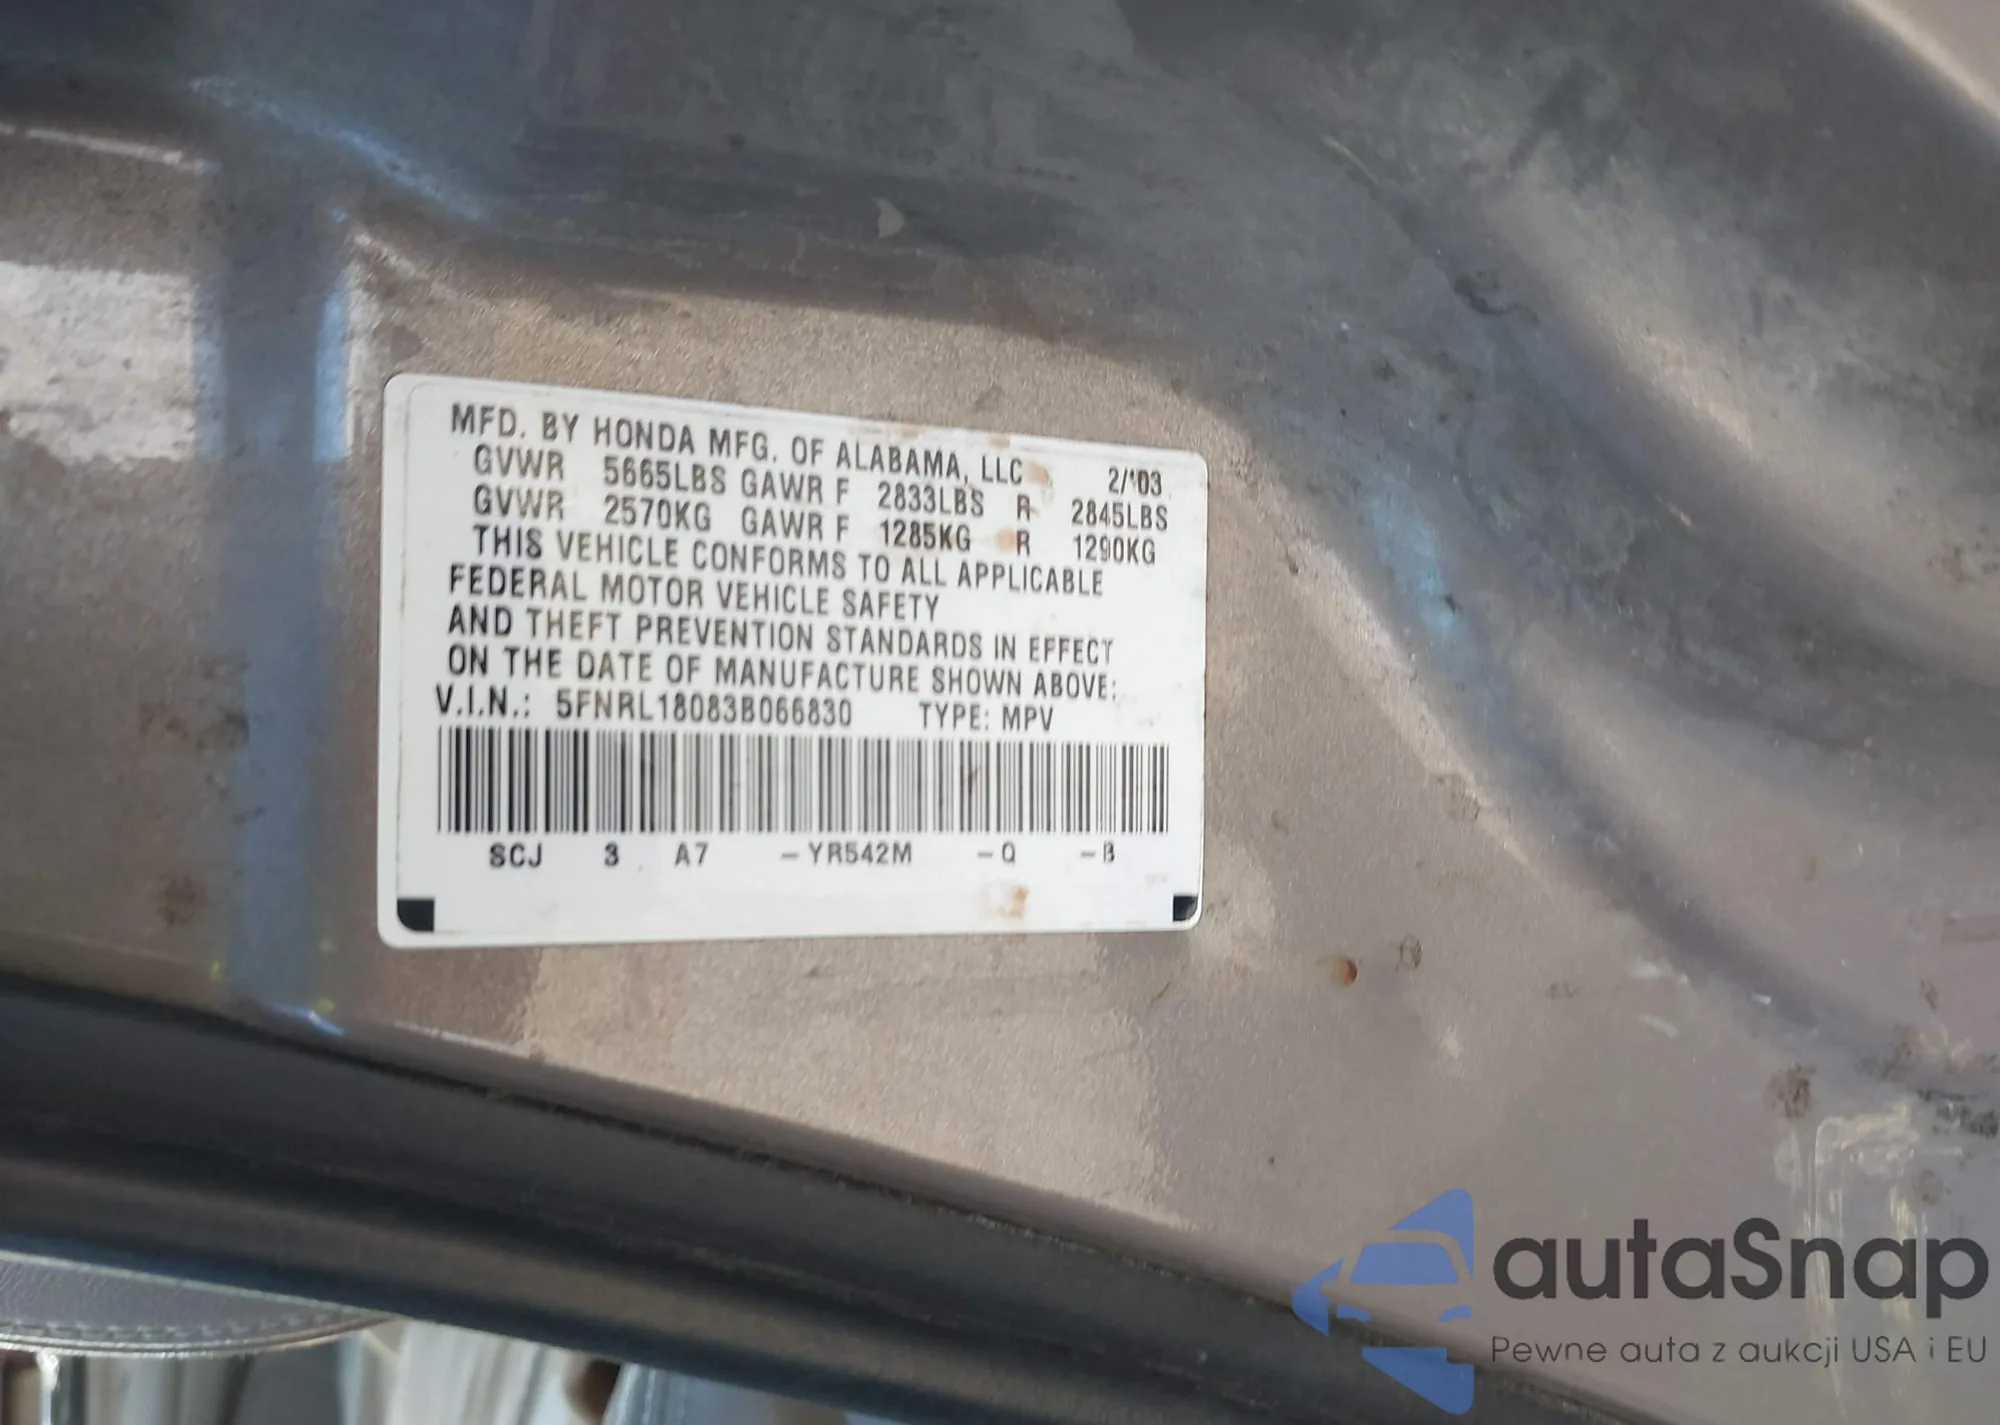 MFD. BY HONDA MFG. OF ALABAMA, LLC 2/'03
GVWR 5665LBS GAWR F 2833LBS R 2845LBS
GVWR 2570KG GAWR F 1285KG R 1290KG
THIS VEHICLE CONFORMS TO ALL APPLICABLE
FEDERAL MOTOR VEHICLE SAFETY
AND THEFT PREVENTION STANDARDS IN EFFECT
ON THE DATE OF MANUFACTURE SHOWN ABOVE:
V.I.N.: 5FNRL18083B066830 TYPE: MPV
SCJ 3 A7 -YR542M -Q -B
autaSnap
Pewne auta z aukcji USA i EU